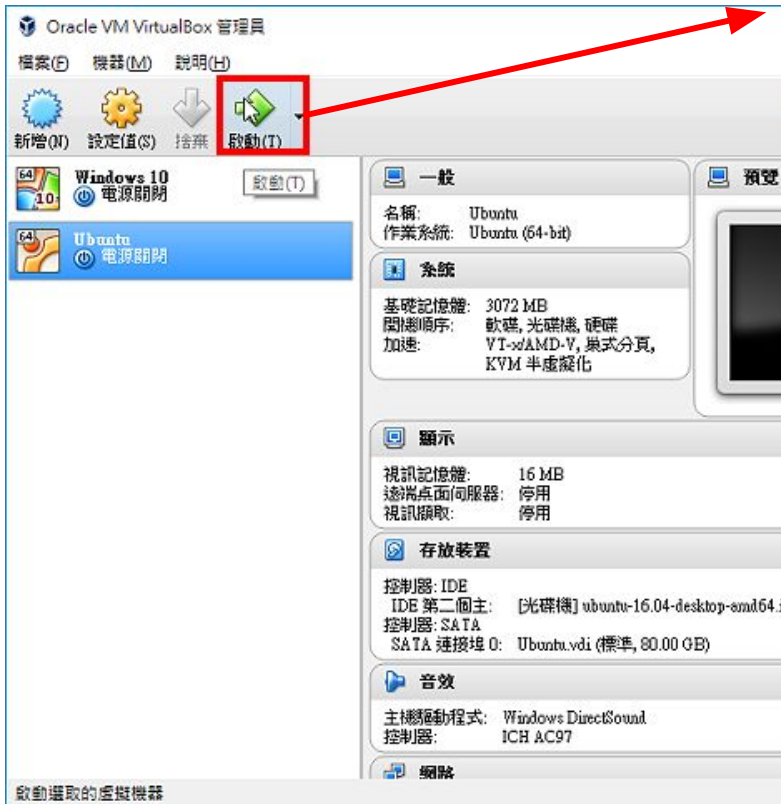 Oracle VM VirtualBox 管理員
檔案(F) 機器(M) 說明(H)
新增(N) 設定值(S) 捨棄 啟動(T)
64 10 Windows 10
電源關閉
啟動(T)
64 Ubuntu
電源關閉
一般
名稱: Ubuntu
作業系統: Ubuntu (64-bit)
預覽
系統
基礎記憶體: 3072 MB
開機順序: 軟碟, 光碟機, 硬碟
加速: VT-x/AMD-V, 巢式分頁,
KVM 半虛擬化
顯示
視訊記憶體: 16 MB
遠端桌面伺服器: 停用
視訊擷取: 停用
存放裝置
控制器: IDE
IDE 第二個主: [光碟機] ubuntu-16.04-desktop-amd64.i
控制器: SATA
SATA 連接埠 0: Ubuntu.vdi (標準, 80.00 GB)
音效
主機驅動程式: Windows DirectSound
控制器: ICH AC97
網路
啟動選取的虛擬機器